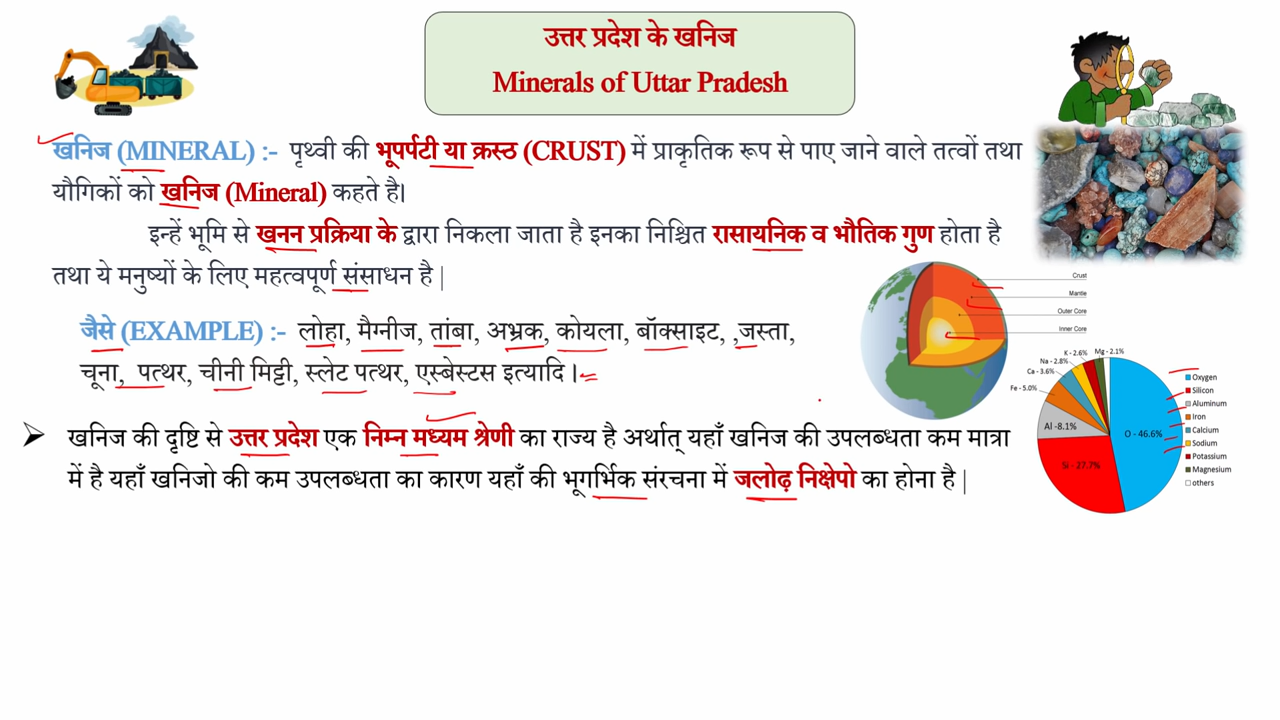 उत्तर प्रदेश के खनिज
Minerals of Uttar Pradesh
खनिज (MINERAL) :- पृथ्वी की भूपर्पटी या क्रस्ठ (CRUST) में प्राकृतिक रूप से पाए जाने वाले तत्वों तथा
यौगिकों को खनिज (Mineral) कहते है।
इन्हें भूमि से खनन प्रक्रिया के द्वारा निकला जाता है इनका निश्चित रासायनिक व भौतिक गुण होता है
तथा ये मनुष्यों के लिए महत्वपूर्ण संसाधन है |
जैसे (EXAMPLE) :- लोहा, मैग्नीज, तांबा, अभ्रक, कोयला, बॉक्साइट, ,जस्ता,
चूना, पत्थर, चीनी मिट्टी, स्लेट पत्थर, एस्बेस्टस इत्यादि ।
➢ खनिज की दृष्टि से उत्तर प्रदेश एक निम्न मध्यम श्रेणी का राज्य है अर्थात् यहाँ खनिज की उपलब्धता कम मात्रा
में है यहाँ खनिजो की कम उपलब्धता का कारण यहाँ की भूगर्भिक संरचना में जलोढ़ निक्षेपो का होना है |
Crust
Mantle
Outer Core
Inner Core
Mg - 2.1%
K - 2.6%
Na - 2.8%
Ca - 3.6%
Fe - 5.0%
Al -8.1%
Si - 27.7%
O - 46.6%
Oxygen
Silicon
Aluminum
Iron
Calcium
Sodium
Potassium
Magnesium
others